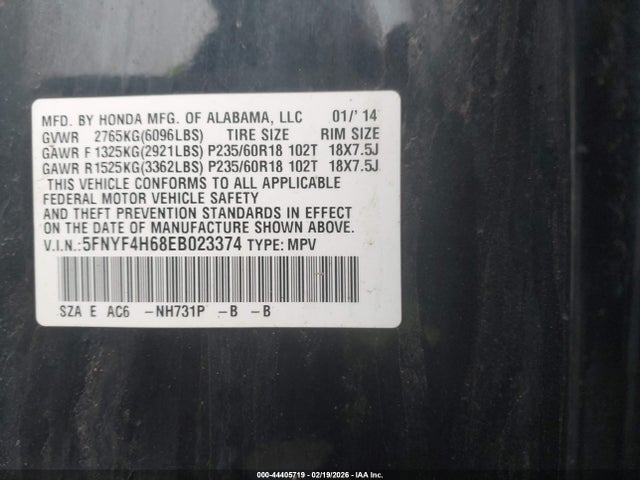 MFD. BY HONDA MFG. OF ALABAMA, LLC 01/'14
GVWR 2765KG(6096LBS) TIRE SIZE RIM SIZE
GAWR F 1325KG(2921LBS) P235/60R18 102T 18X7.5J
GAWR R1525KG(3362LBS) P235/60R18 102T 18X7.5J
THIS VEHICLE CONFORMS TO ALL APPLICABLE
FEDERAL MOTOR VEHICLE SAFETY
AND THEFT PREVENTION STANDARDS IN EFFECT
ON THE DATE OF MANUFACTURE SHOWN ABOVE.
V.I.N.:5FNYF4H68EB023374 TYPE: MPV
SZA E AC6 -NH731P -B -B
000-44405719 - 02/19/2026 - IAA Inc.